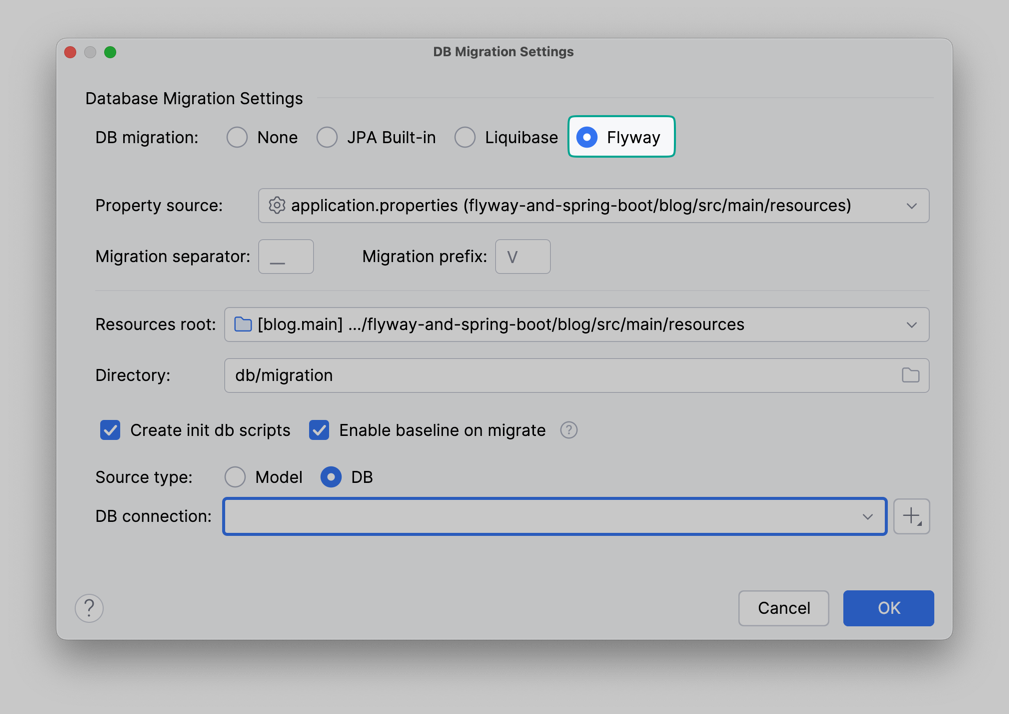 DB Migration Settings
Database Migration Settings
DB migration: None JPA Built-in Liquibase Flyway
Property source: application.properties (flyway-and-spring-boot/blog/src/main/resources)
Migration separator: __ Migration prefix: V
Resources root: [blog.main] .../flyway-and-spring-boot/blog/src/main/resources
Directory: db/migration
Create init db scripts Enable baseline on migrate ?
Source type: Model DB
DB connection:
? Cancel OK